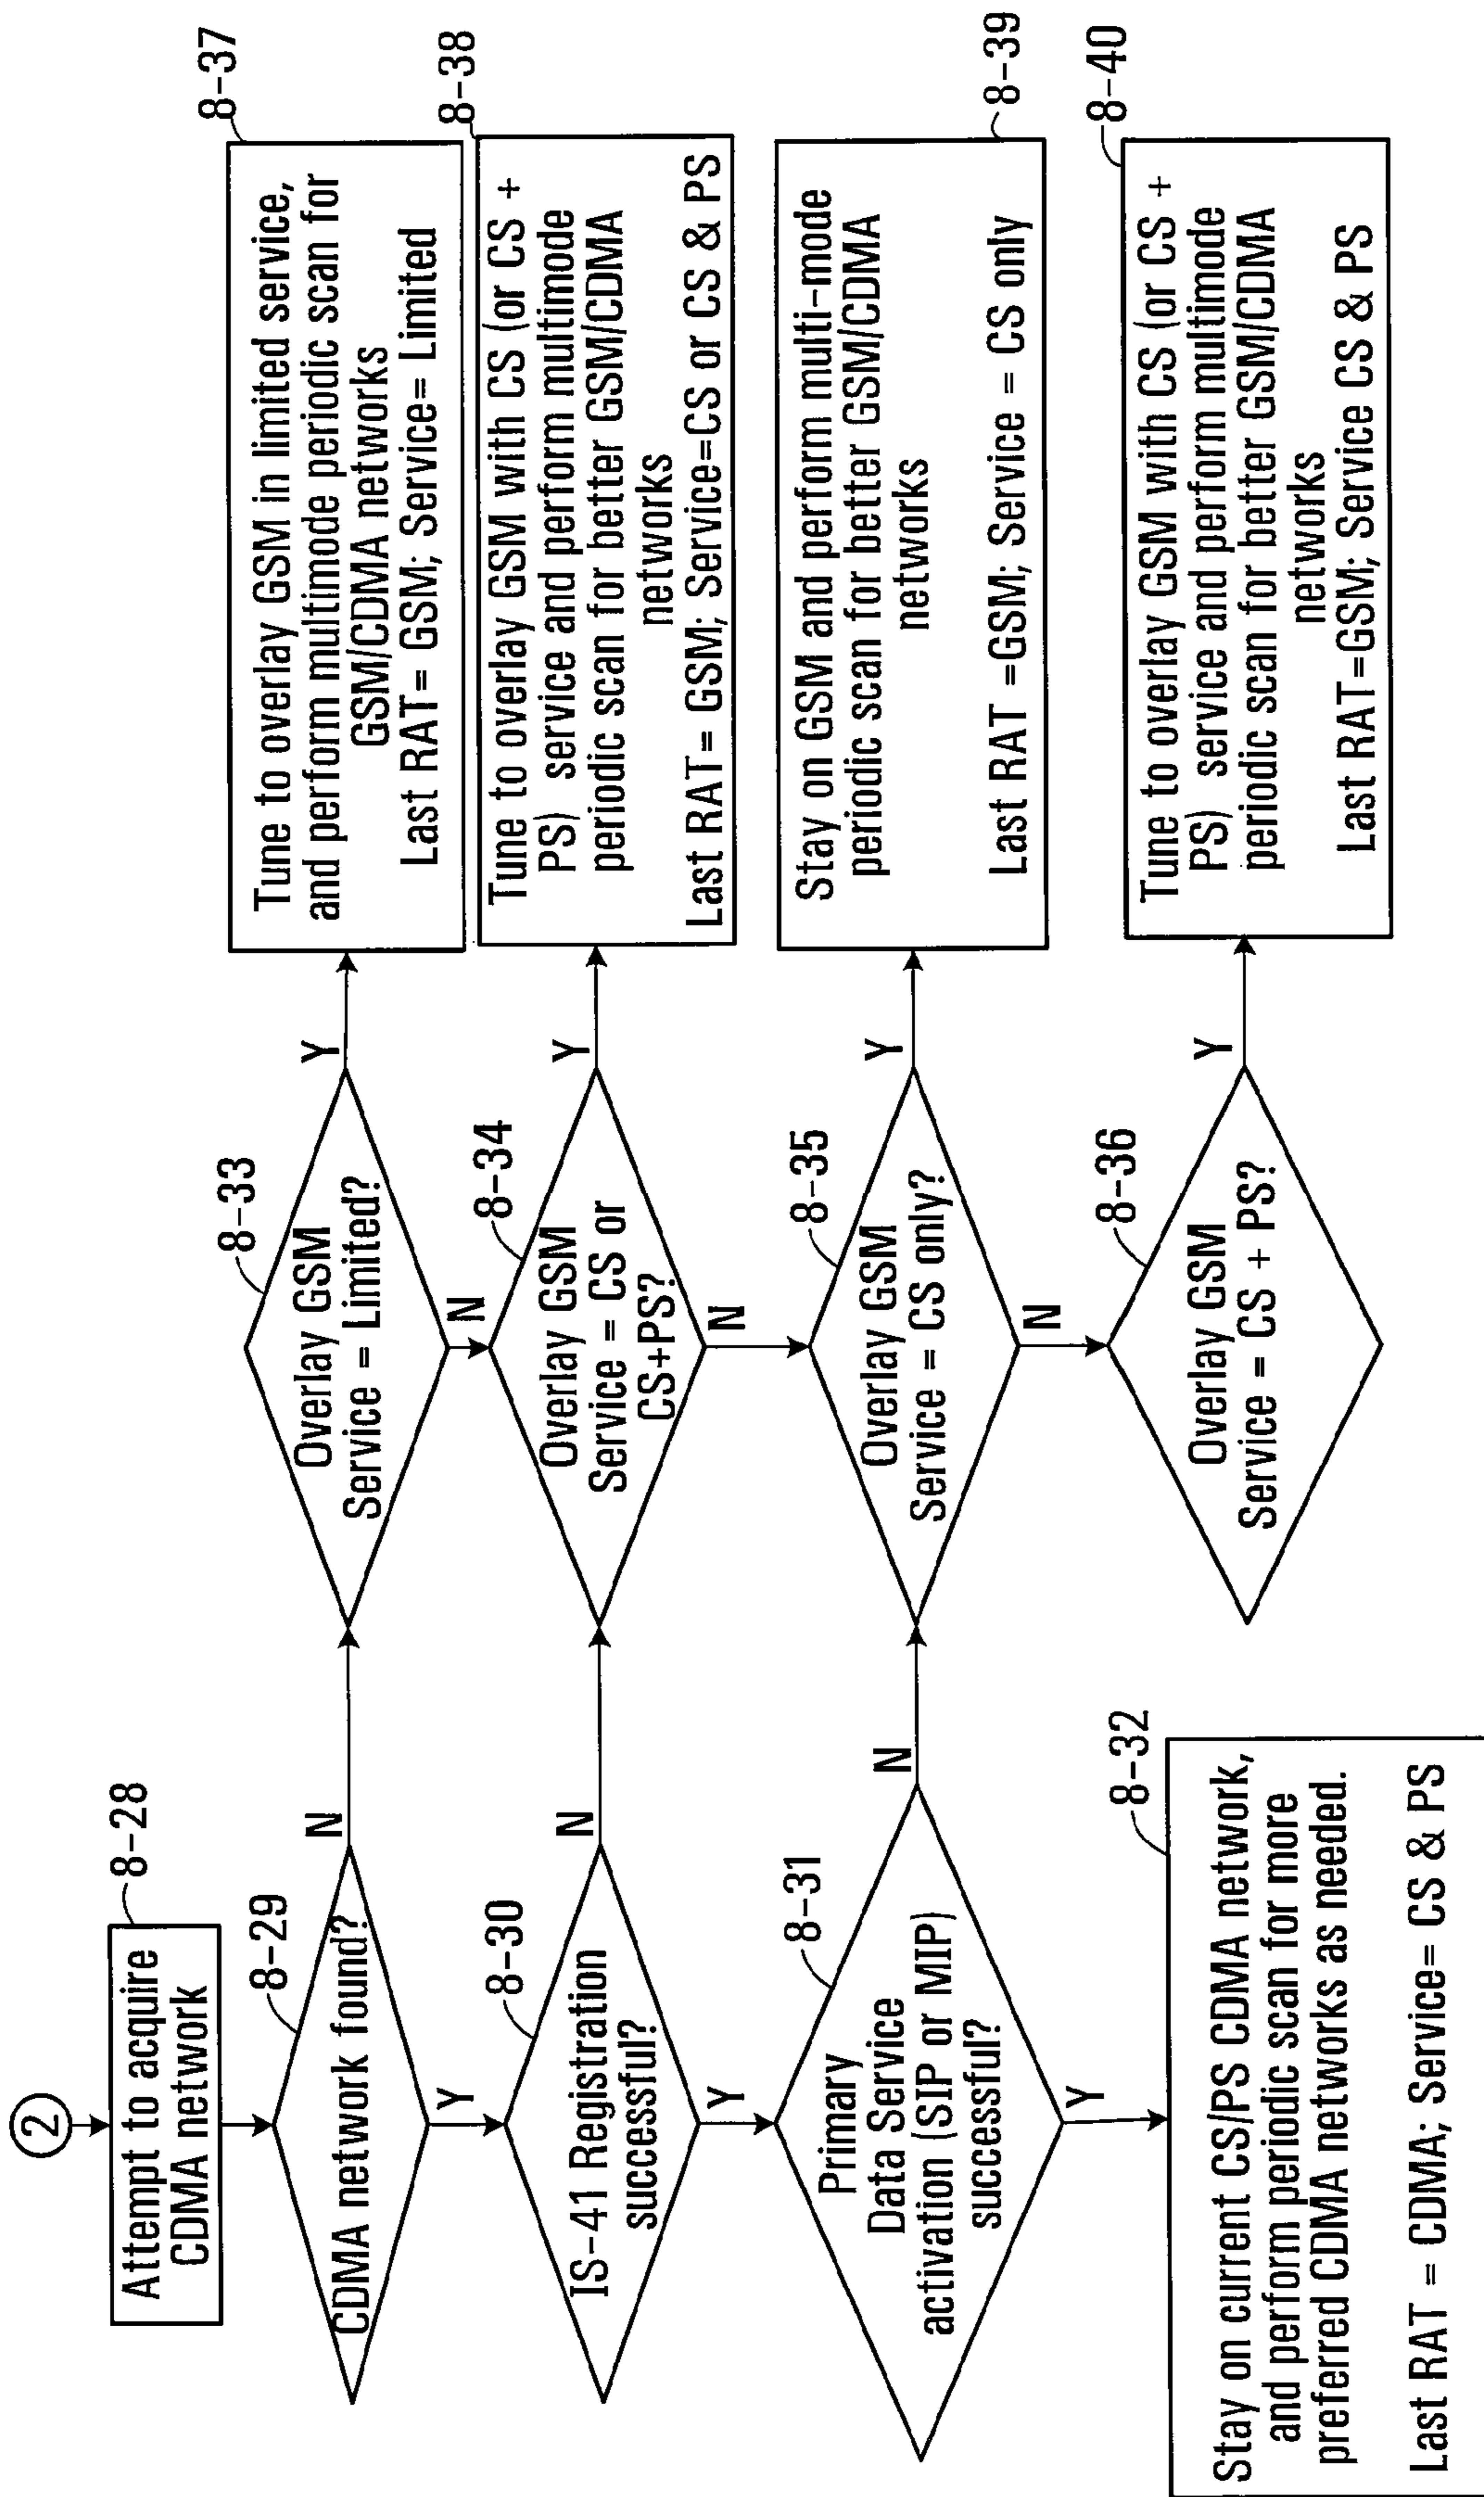 2
Attempt to acquire
CDMA network
8-28
CDMA network found?
8-29
N
Y
Overlay GSM
Service = Limited?
8-33
Y
N
Tune to overlay GSM in limited service,
and perform multimode periodic scan for
GSM/CDMA networks
Last RAT = GSM; Service= Limited
8-37
IS-41 Registration
successful?
8-30
N
Y
Overlay GSM
Service = CS or
CS+PS?
8-34
Y
N
Tune to overlay GSM with CS (or CS +
PS) service and perform multimode
periodic scan for better GSM/CDMA
networks
Last RAT = GSM; Service=CS or CS & PS
8-38
Primary
Data Service
activation (SIP or MIP)
successful?
8-31
N
Y
Overlay GSM
Service = CS only?
8-35
Y
N
Stay on GSM and perform multi-mode
periodic scan for better GSM/CDMA
networks
Last RAT =GSM; Service = CS only
8-39
Stay on current CS/PS CDMA network,
and perform periodic scan for more
preferred CDMA networks as needed.
Last RAT = CDMA; Service= CS & PS
8-32
Overlay GSM
Service = CS + PS?
8-36
Y
Tune to overlay GSM with CS (or CS +
PS) service and perform multimode
periodic scan for better GSM/CDMA
networks
Last RAT=GSM; Service CS & PS
8-40